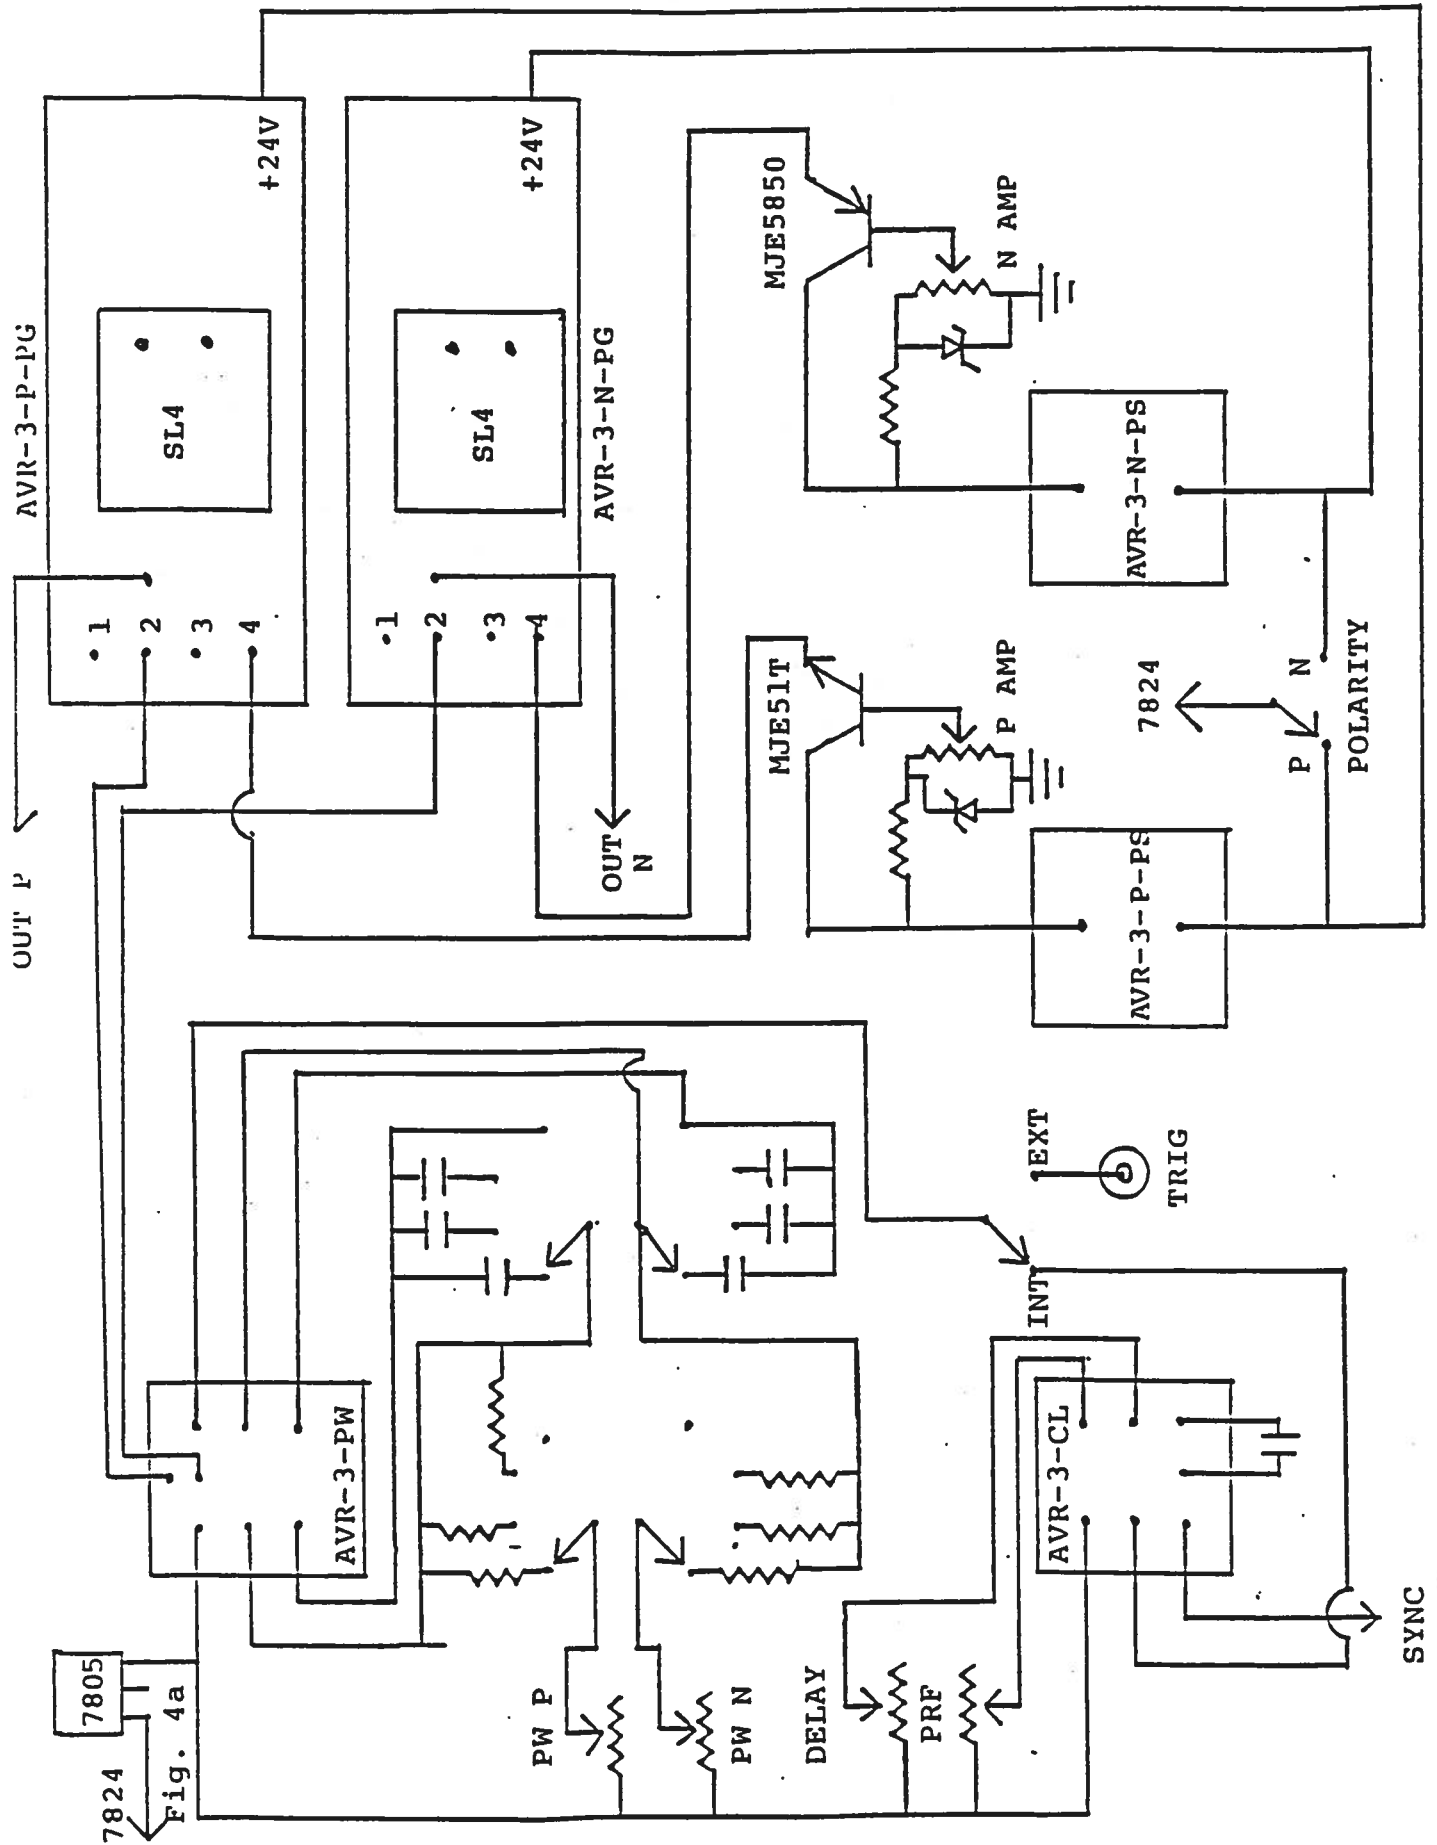 Fig. 4a
7824
7805
AVR-3-PW
PW P
PW N
DELAY
PRF
AVR-3-CL
SYNC
INT
EXT
TRIG
OUT P
AVR-3-P-PG
1
2
3
4
SL4
+24V
1
2
3
4
SL4
+24V
AVR-3-N-PG
OUT
N
MJE51T
P AMP
MJE5850
N AMP
AVR-3-P-PS
AVR-3-N-PS
7824
P
N
POLARITY